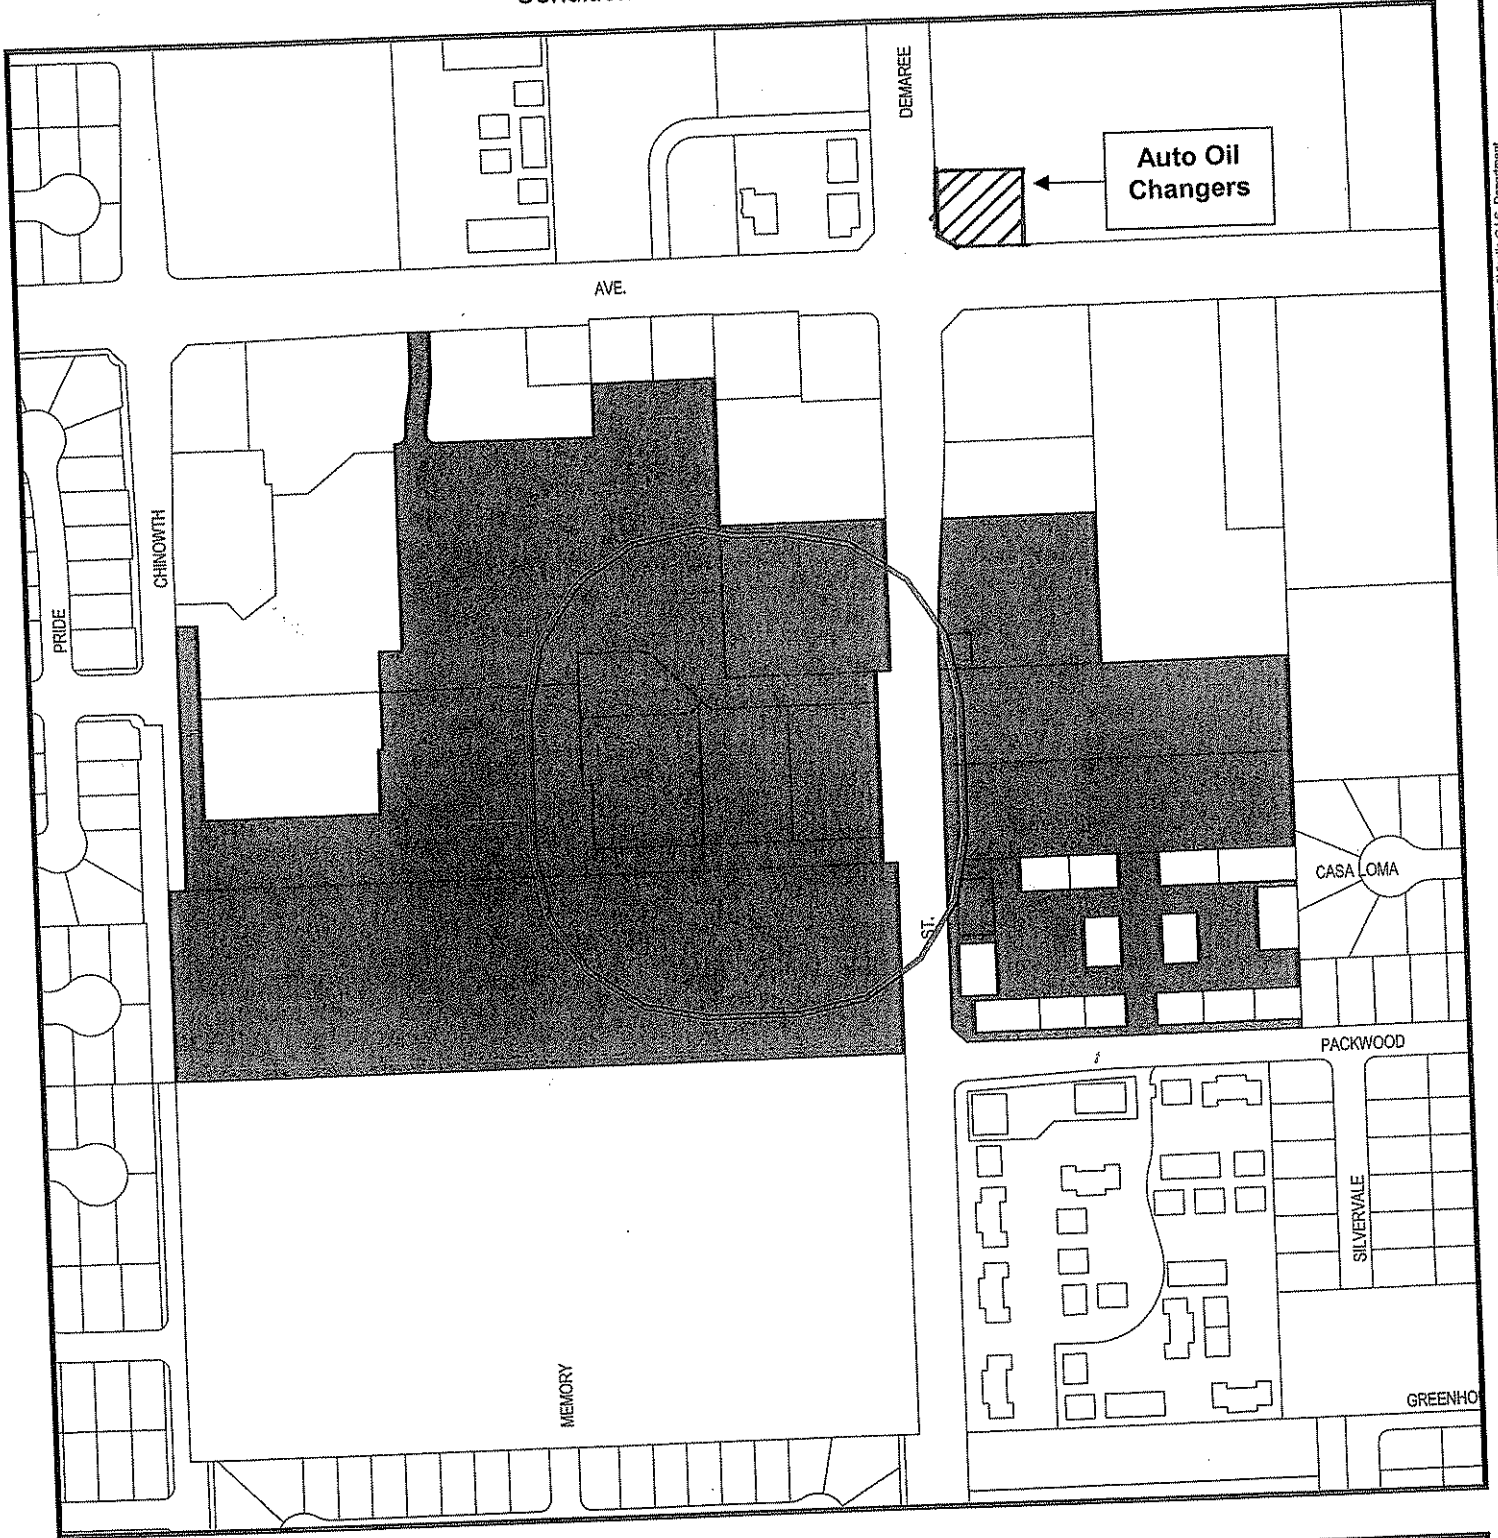 DEMAREE
Auto Oil
Changers
AVE.
CHINOWTH
PRIDE
CASA LOMA
ST.
PACKWOOD
SILVERVALE
MEMORY
GREENHO